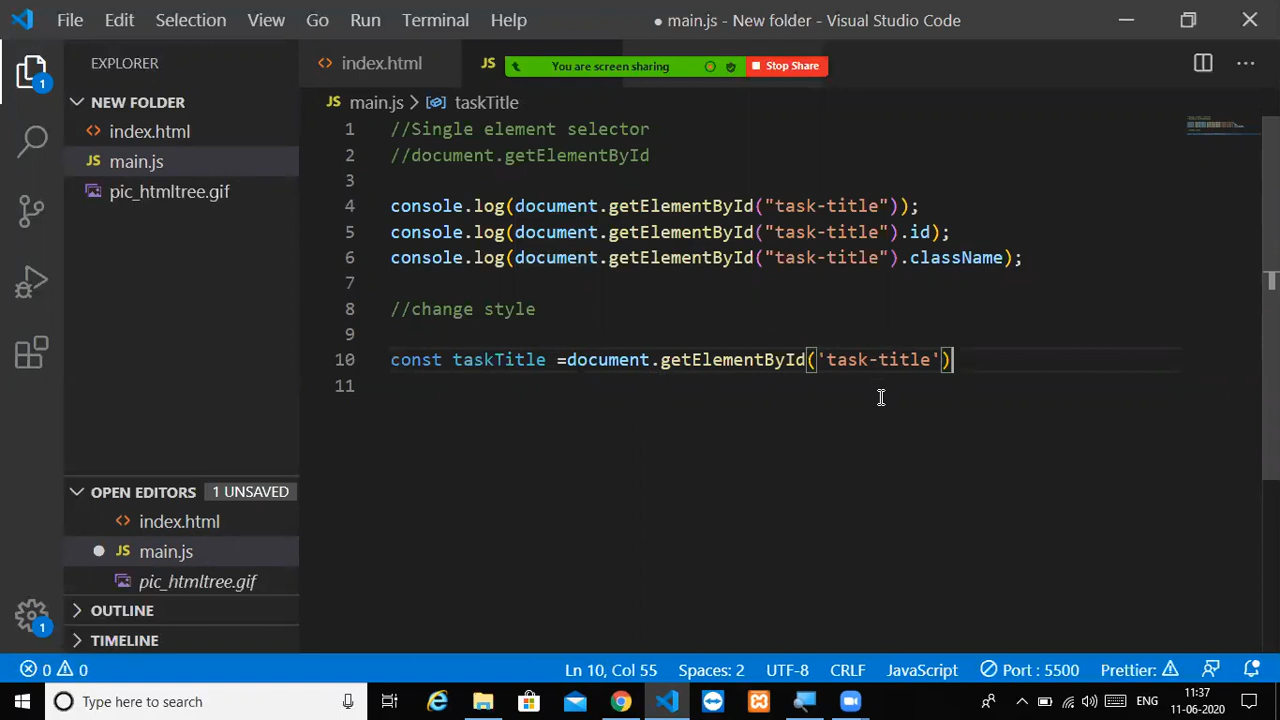 File Edit Selection View Go Run Terminal Help
● main.js - New folder - Visual Studio Code
EXPLORER
NEW FOLDER
index.html
JS main.js
pic_htmltree.gif
OPEN EDITORS 1 UNSAVED
index.html
● JS main.js
pic_htmltree.gif
OUTLINE
TIMELINE
1
1
<> index.html
JS
You are screen sharing
Stop Share
JS main.js > taskTitle
1 //Single element selector
2 //document.getElementById
3
4 console.log(document.getElementById("task-title"));
5 console.log(document.getElementById("task-title").id);
6 console.log(document.getElementById("task-title").className);
7
8 //change style
9
10 const taskTitle =document.getElementById('task-title')
11
0 0
Ln 10, Col 55 Spaces: 2 UTF-8 CRLF JavaScript Port : 5500 Prettier:
Type here to search
ENG
11:37
11-06-2020